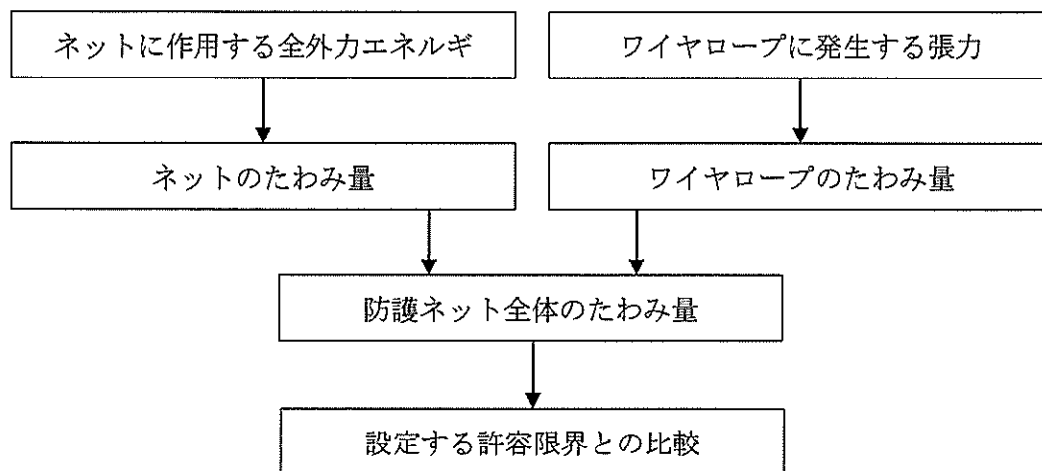 ネットに作用する全外力エネルギ
ワイヤロープに発生する張力
ネットのたわみ量
ワイヤロープのたわみ量
防護ネット全体のたわみ量
設定する許容限界との比較